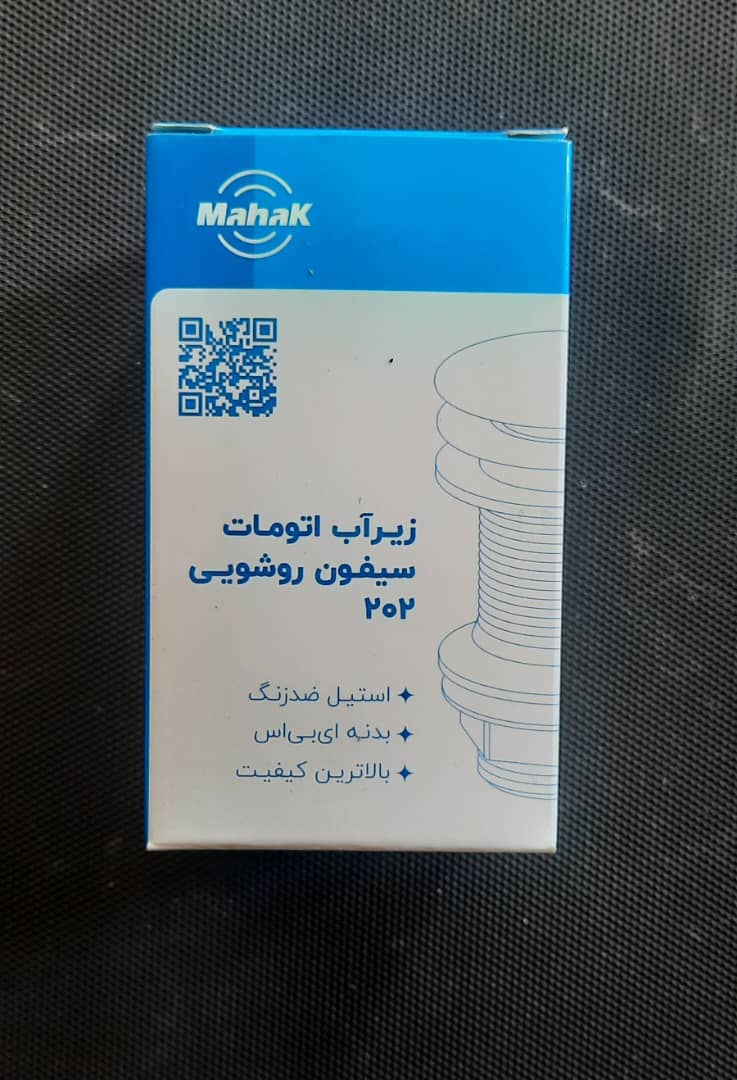 MahaK
زیرآب اتومات
سیفون روشویی
۲۰۲
استیل ضدزنگ
بدنه ای‌بی‌اس
بالاترین کیفیت